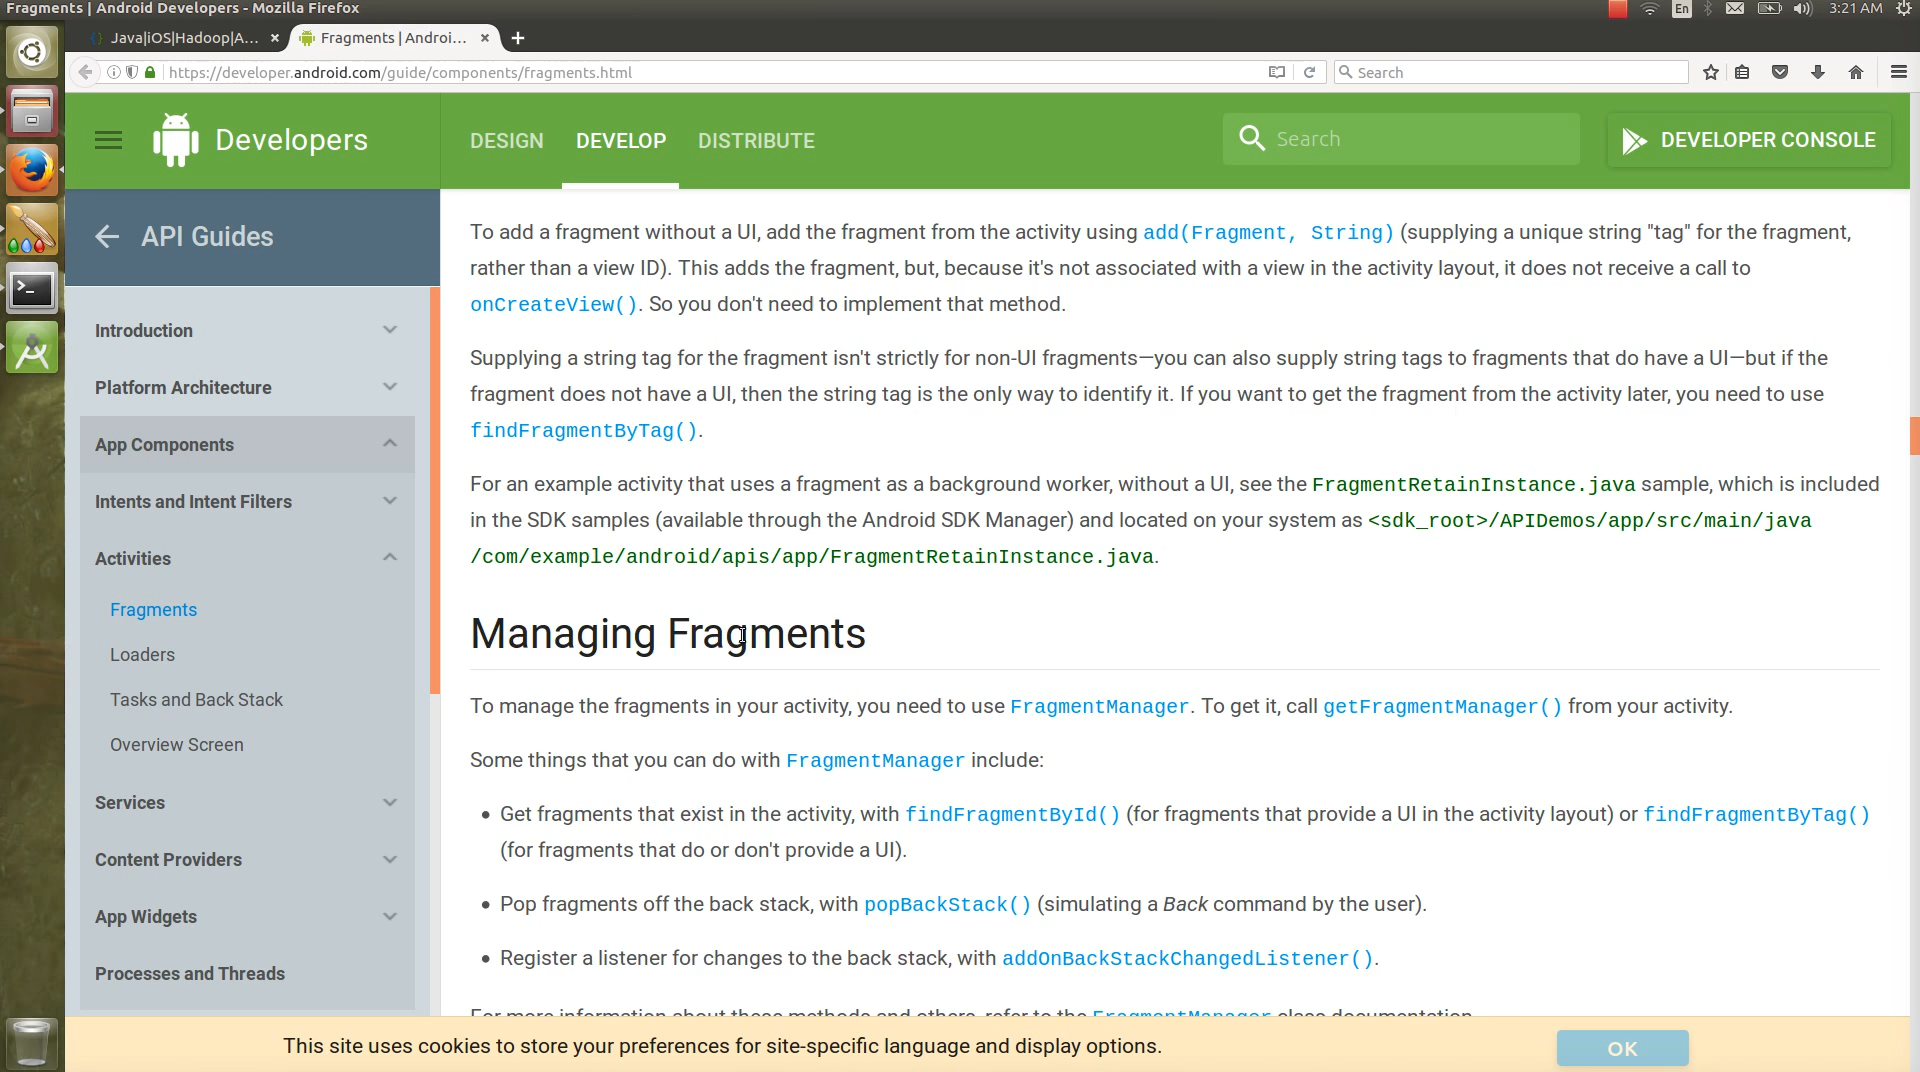 Fragments | Android Developers - Mozilla Firefox
En
3:21 AM
Java|iOS|Hadoop|A...
Fragments | Androi...
https://developer.android.com/guide/components/fragments.html
Search
Developers
DESIGN
DEVELOP
DISTRIBUTE
Search
DEVELOPER CONSOLE
API Guides
Introduction
Platform Architecture
App Components
Intents and Intent Filters
Activities
Fragments
Loaders
Tasks and Back Stack
Overview Screen
Services
Content Providers
App Widgets
Processes and Threads
To add a fragment without a UI, add the fragment from the activity using add(Fragment, String) (supplying a unique string "tag" for the fragment,
rather than a view ID). This adds the fragment, but, because it's not associated with a view in the activity layout, it does not receive a call to
onCreateView(). So you don't need to implement that method.
Supplying a string tag for the fragment isn't strictly for non-UI fragments—you can also supply string tags to fragments that do have a UI—but if the
fragment does not have a UI, then the string tag is the only way to identify it. If you want to get the fragment from the activity later, you need to use
findFragmentByTag().
For an example activity that uses a fragment as a background worker, without a UI, see the FragmentRetainInstance.java sample, which is included
in the SDK samples (available through the Android SDK Manager) and located on your system as <sdk_root>/APIDemos/app/src/main/java
/com/example/android/apis/app/FragmentRetainInstance.java.
Managing Fragments
To manage the fragments in your activity, you need to use FragmentManager. To get it, call getFragmentManager() from your activity.
Some things that you can do with FragmentManager include:
• Get fragments that exist in the activity, with findFragmentById() (for fragments that provide a UI in the activity layout) or findFragmentByTag()
(for fragments that do or don't provide a UI).
• Pop fragments off the back stack, with popBackStack() (simulating a Back command by the user).
• Register a listener for changes to the back stack, with addOnBackStackChangedListener().
For more information about these methods and others, refer to the FragmentManager class documentation
This site uses cookies to store your preferences for site-specific language and display options.
OK